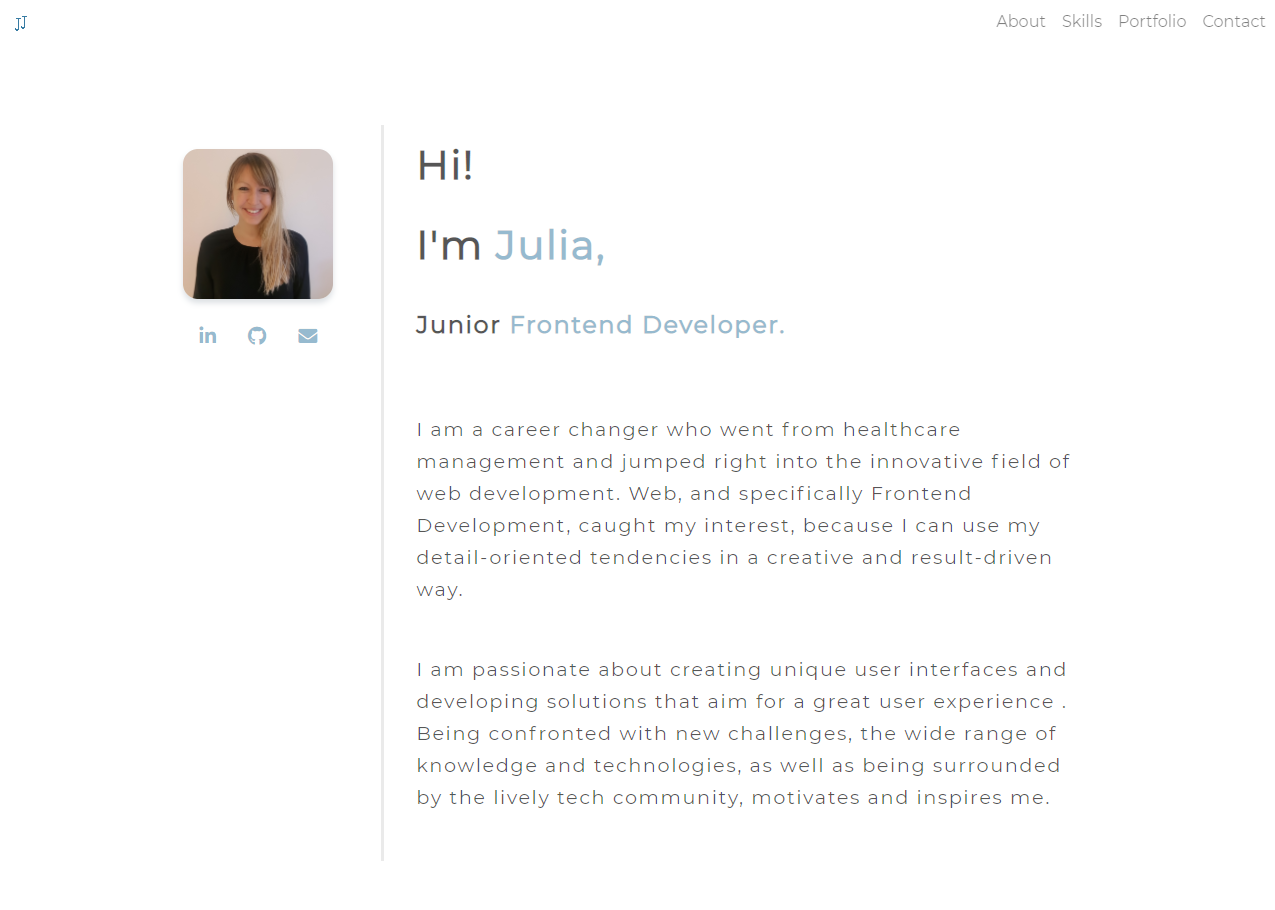 JJ
About Skills Portfolio Contact
Hi!
I'm Julia,
Junior Frontend Developer.
I am a career changer who went from healthcare
management and jumped right into the innovative field of
web development. Web, and specifically Frontend
Development, caught my interest, because I can use my
detail-oriented tendencies in a creative and result-driven
way.
I am passionate about creating unique user interfaces and
developing solutions that aim for a great user experience .
Being confronted with new challenges, the wide range of
knowledge and technologies, as well as being surrounded
by the lively tech community, motivates and inspires me.